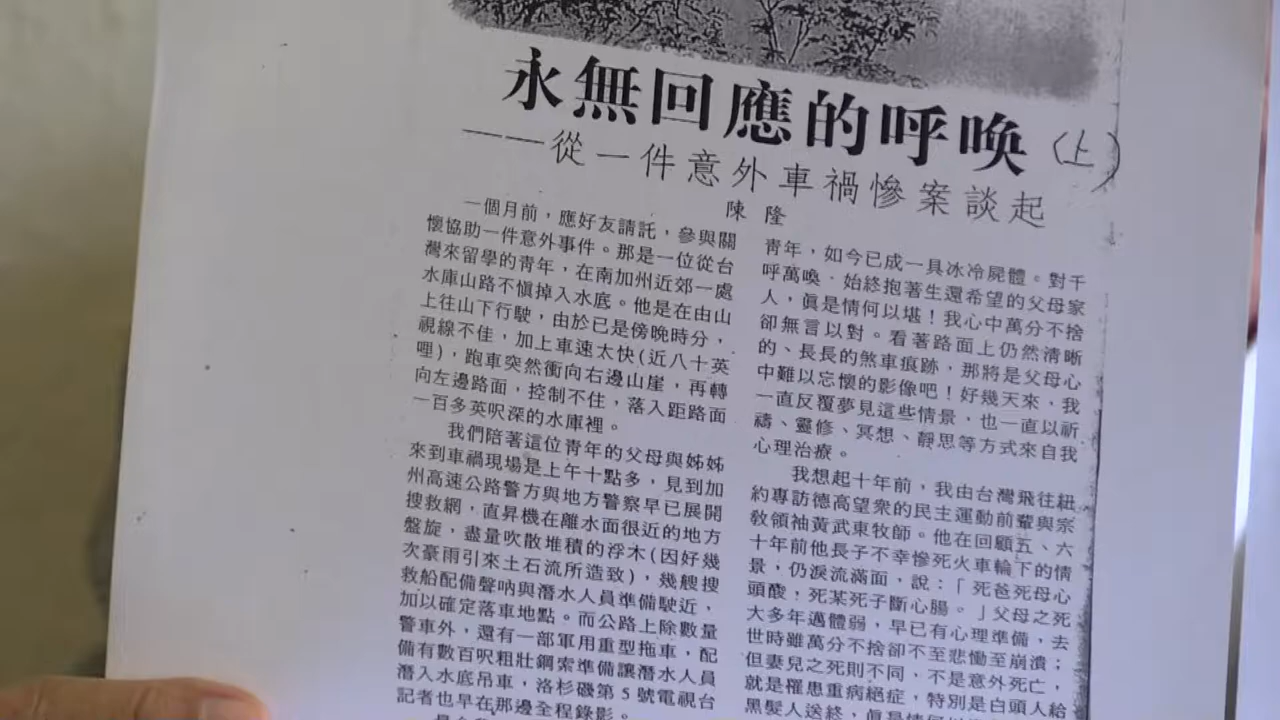 永無回應的呼喚(上)
——從一件意外車禍慘案談起
陳隆
一個月前，應好友請託，參與關
懷協助一件意外事件。那是一位從台
灣來留學的青年，在南加州近郊一處
水庫山路不慎掉入水底。他是在由山
上往山下行駛，由於已是傍晚時分，
視線不佳，加上車速太快(近八十英
哩)，跑車突然衝向右邊山崖，再轉
向左邊路面，控制不住，落入距路面
一百多英呎深的水庫裡。
我們陪著這位青年的父母與姊姊
來到車禍現場是上午十點多，見到加
州高速公路警方與地方警察早已展開
搜救網，直昇機在離水面很近的地方
盤旋，盡量吹散堆積的浮木(因好幾
次豪雨引來土石流所造致)，幾艘搜
救船配備聲吶與潛水人員準備駛近，
加以確定落車地點。而公路上除數量
警車外，還有一部軍用重型拖車，配
備有數百呎粗壯鋼索準備讓潛水人員
潛入水底吊車，洛杉磯第5號電視台
記者也早在那邊全程錄影。
青年，如今已成一具冰冷屍體。對千
呼萬喚，始終抱著生還希望的父母家
人，眞是情何以堪！我心中萬分不捨
卻無言以對。看著路面上仍然清晰
的、長長的煞車痕跡，那將是父母心
中難以忘懷的影像吧！好幾天來，我
一直反覆夢見這些情景，也一直以祈
禱、靈修、冥想、靜思等方式來自我
心理治療。
我想起十年前，我由台灣飛往紐
約專訪德高望衆的民主運動前輩與宗
敎領袖黃武東牧師。他在回顧五、六
十年前他長子不幸慘死火車輪下的情
景，仍淚流滿面，說：「死爸死母心
頭酸，死某死子斷心腸。」父母之死
大多年邁體弱，早已有心理準備，去
世時雖萬分不捨卻不至悲慟至崩潰；
但妻兒之死則不同，不是意外死亡，
就是罹患重病絕症，特別是白頭人給
黑髮人送終，眞是情何以